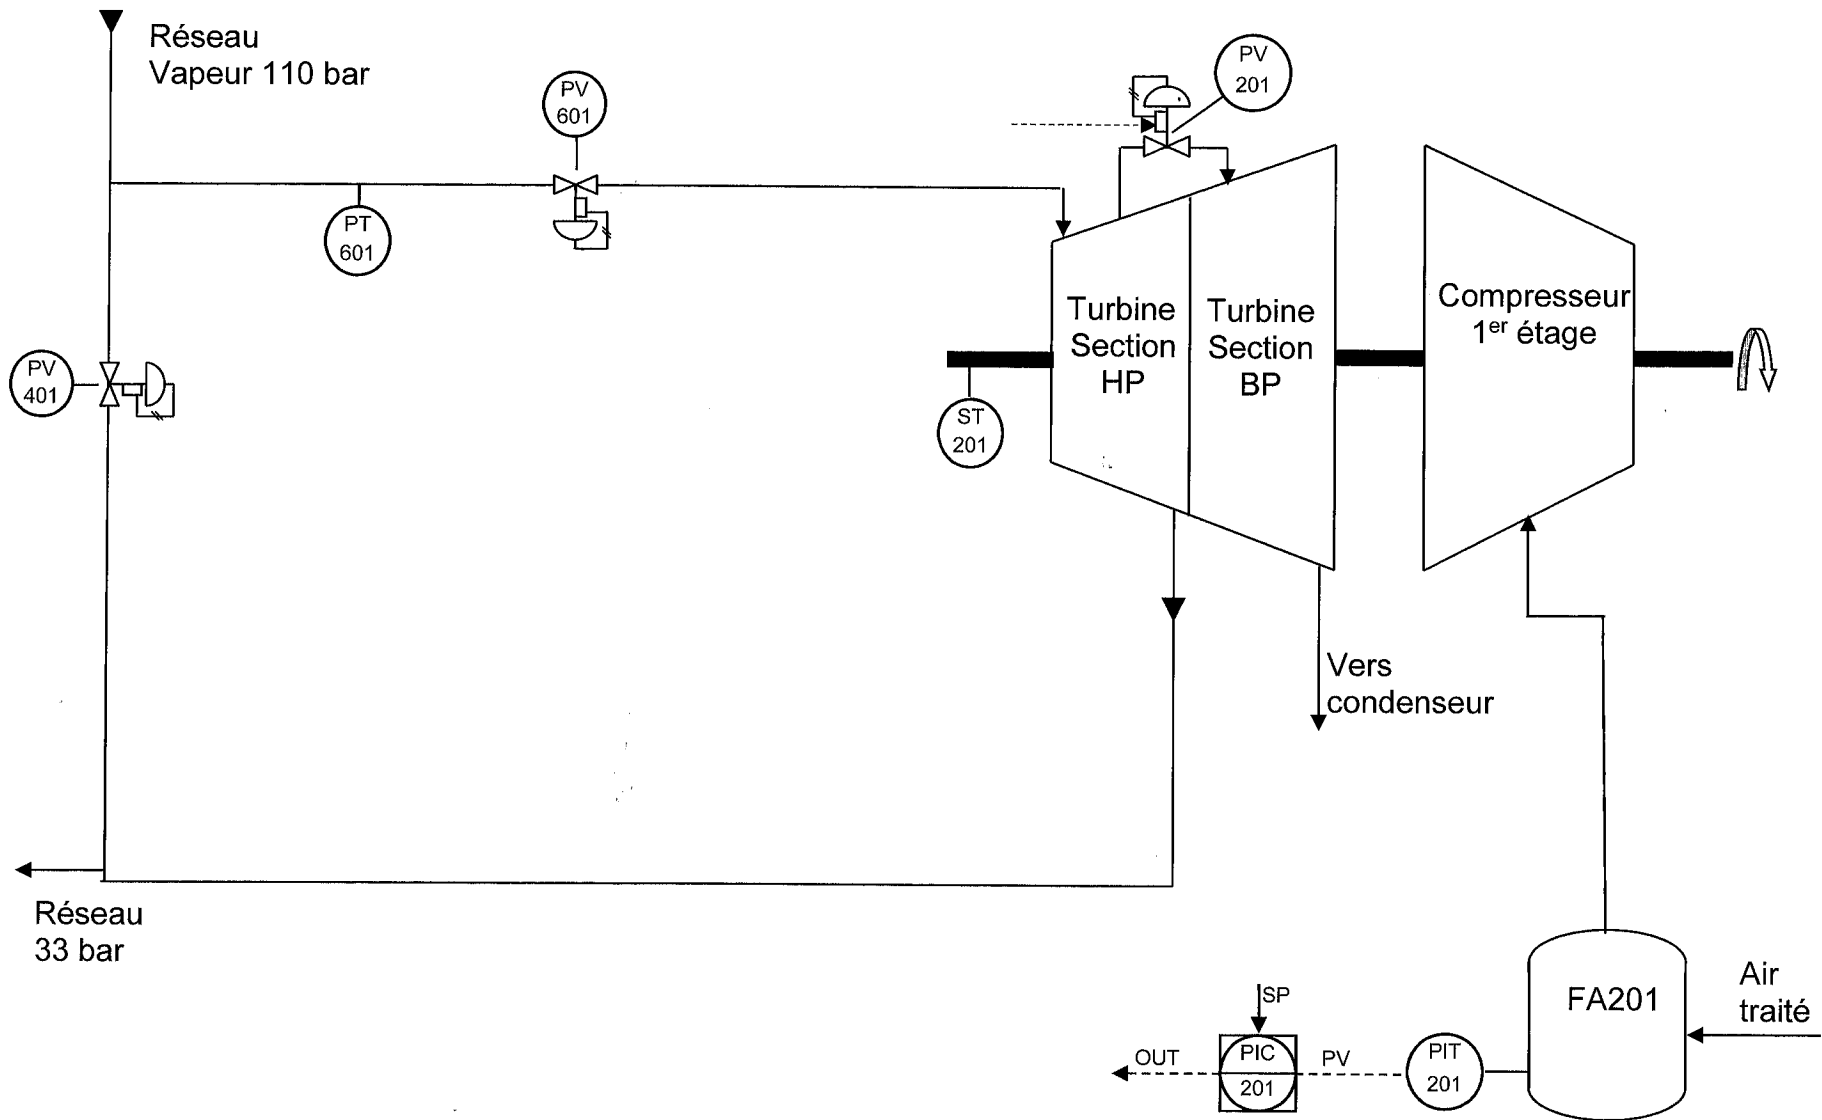 Réseau
Vapeur 110 bar
PV
601
PV
201
PT
601
PV
401
ST
201
Turbine
Section
HP
Turbine
Section
BP
Compresseur
1er étage
Vers
condenseur
Réseau
33 bar
FA201
Air
traité
SP
OUT
PIC
201
PV
PIT
201